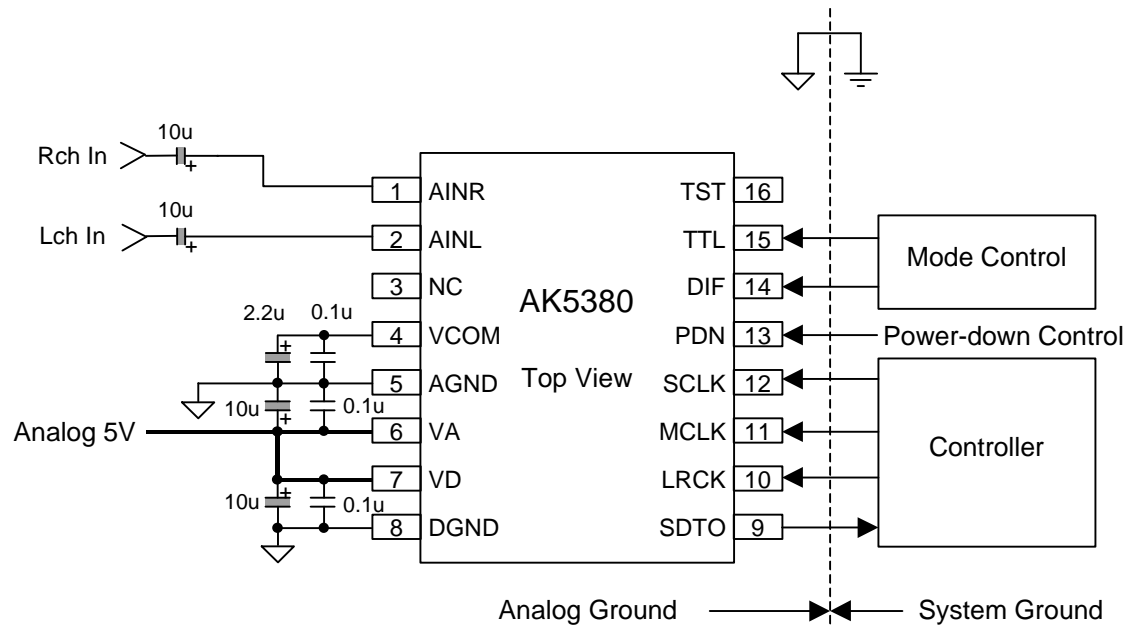 10u
Rch In
+
1 AINR
TST 16
10u
Lch In
+
2 AINL
TTL 15
Mode Control
3 NC
DIF 14
AK5380
2.2u 0.1u
+
4 VCOM
PDN 13
Power-down Control
Top View
5 AGND
SCLK 12
10u + 0.1u
Analog 5V
6 VA
MCLK 11
Controller
7 VD
LRCK 10
10u + 0.1u
8 DGND
SDTO 9
Analog Ground
System Ground